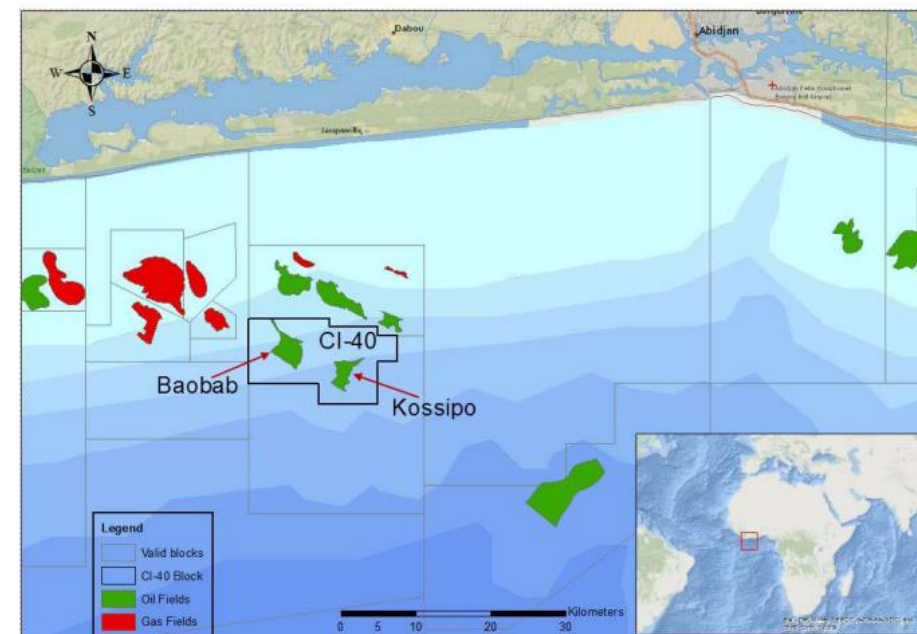 Dabou
Abidjan
N
W E
S
CI-40
Baobab
Kossipo
Legend
Valid blocks
CI-40 Block
Oil Fields
Gas Fields
Kilometers
0 5 10 20 30